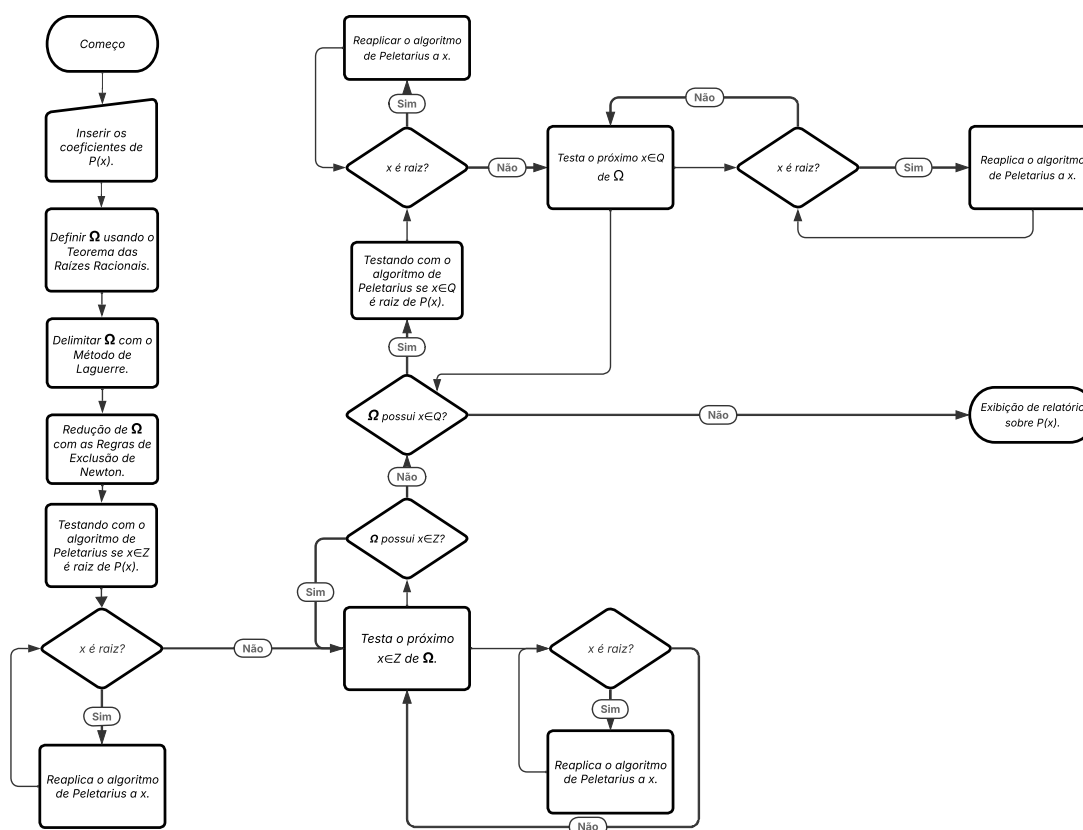 Começo
Inserir os
coeficientes de
P(x).
Definir Ω usando o
Teorema das
Raízes Racionais.
Delimitar Ω com o
Método de
Laguerre.
Redução de Ω
com as Regras de
Exclusão de
Newton.
Testando com o
algoritmo de
Peletarius se x∈Z
é raiz de P(x).
x é raiz?
Sim
Reaplica o algoritmo
de Peletarius a x.
Não
Testa o próximo
x∈Z de Ω.
x é raiz?
Sim
Reaplica o algoritmo
de Peletarius a x.
Não
Ω possui x∈Z?
Sim
Não
Ω possui x∈Q?
Sim
Não
Exibição de relatório
sobre P(x).
Testando com o
algoritmo de
Peletarius se x∈Q
é raiz de P(x).
x é raiz?
Sim
Reaplicar o algoritmo
de Peletarius a x.
Não
Testa o próximo x∈Q
de Ω
x é raiz?
Não
Sim
Reaplica o algoritmo
de Peletarius a x.